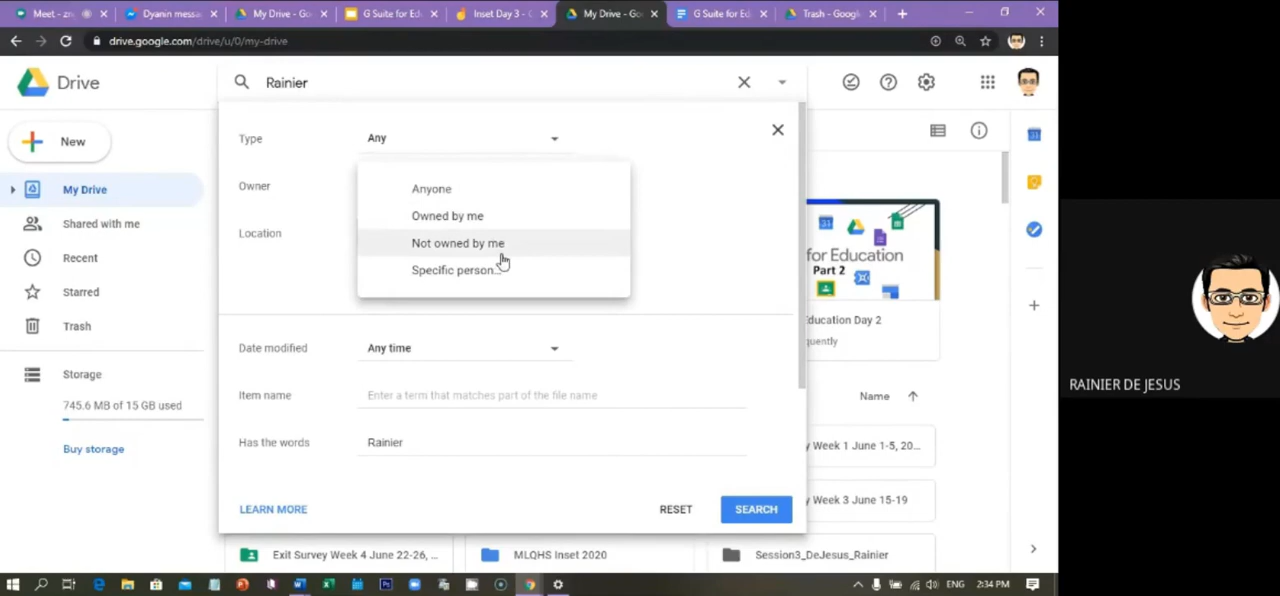 Meet - zn
Dyanin messa
My Drive - Go
G Suite for Ed
Inset Day 3 - G
My Drive - Goo
G Suite for Edu
Trash - Google
drive.google.com/drive/u/0/my-drive
Drive
Rainier
New
My Drive
Shared with me
Recent
Starred
Trash
Storage
745.6 MB of 15 GB used
Buy storage
Type
Any
Owner
Anyone
Owned by me
Not owned by me
Specific person...
Location
Date modified
Any time
Item name
Enter a term that matches part of the file name
Has the words
Rainier
LEARN MORE
RESET
SEARCH
for Education
Part 2
Education Day 2
quently
Name
y Week 1 June 1-5, 20...
y Week 3 June 15-19
Exit Survey Week 4 June 22-26, ...
MLQHS Inset 2020
Session3_DeJesus_Rainier
RAINIER DE JESUS
ENG
2:34 PM